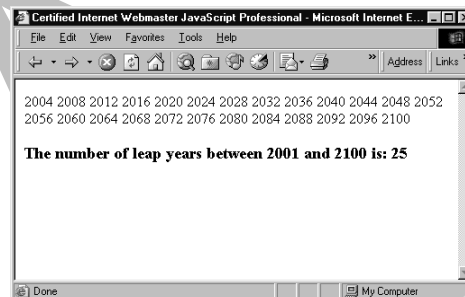 Certified Internet Webmaster JavaScript Professional - Microsoft Internet E...
File Edit View Favorites Tools Help
» Address Links »
2004 2008 2012 2016 2020 2024 2028 2032 2036 2040 2044 2048 2052
2056 2060 2064 2068 2072 2076 2080 2084 2088 2092 2096 2100
The number of leap years between 2001 and 2100 is: 25
Done My Computer